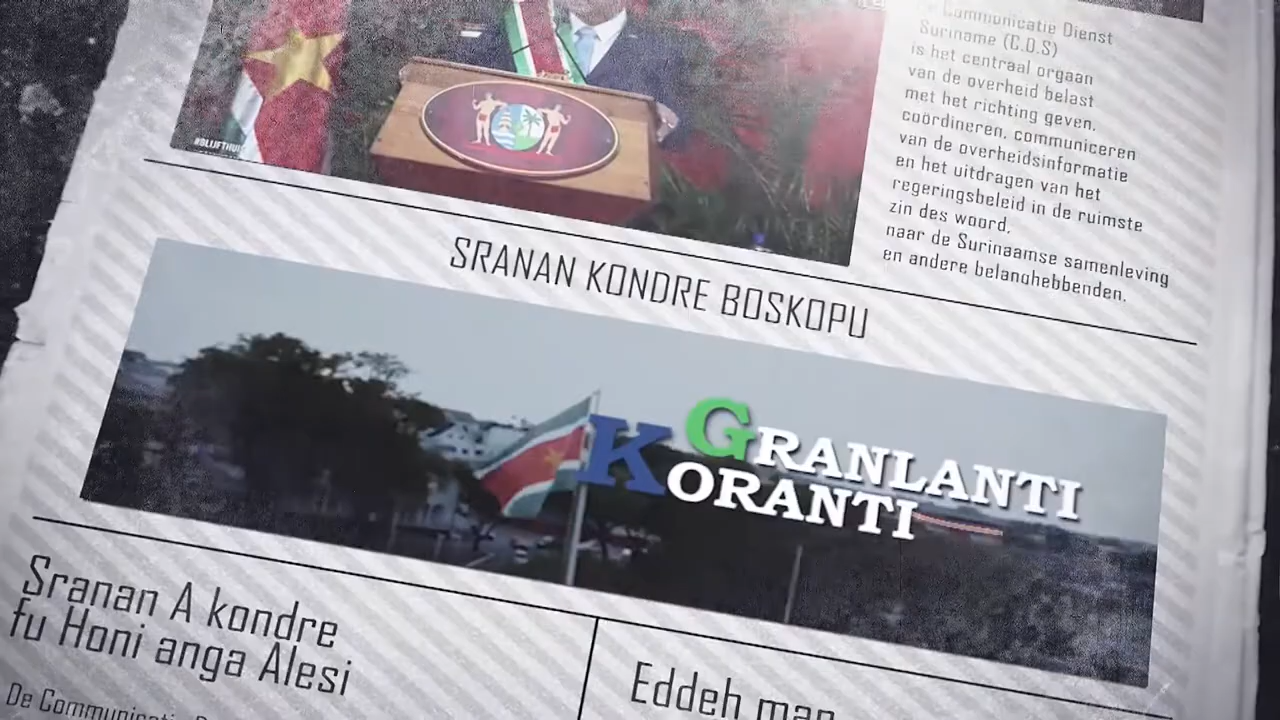 Communicatie Dienst
Suriname (C.D.S)
is het centraal orgaan
van de overheid belast
met het richting geven,
coördineren, communiceren
van de overheidsinformatie
en het uitdragen van het
regeringsbeleid in de ruimste
zin des woord,
naar de Surinaamse samenleving
en andere belanghebbenden.
SRANAN KONDRE BOSKOPU
GRANLANTI
KORANTI
Sranan A kondre
fu Honi anga Alesi
De
Eddeh man